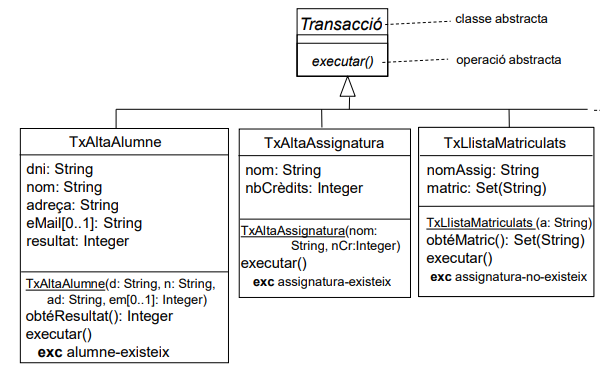 Transacció
classe abstracta
executar()
operació abstracta
TxAltaAlumne
dni: String
nom: String
adreça: String
eMail[0..1]: String
resultat: Integer
TxAltaAlumne(d: String, n: String,
ad: String, em[0..1]: Integer)
obtéResultat(): Integer
executar()
exc alumne-existeix
TxAltaAssignatura
nom: String
nbCrèdits: Integer
TxAltaAssignatura(nom:
String, nCr:Integer)
executar()
exc assignatura-existeix
TxLlistaMatriculats
nomAssig: String
matric: Set(String)
TxLlistaMatriculats (a: String)
obtéMatric(): Set(String)
executar()
exc assignatura-no-existeix